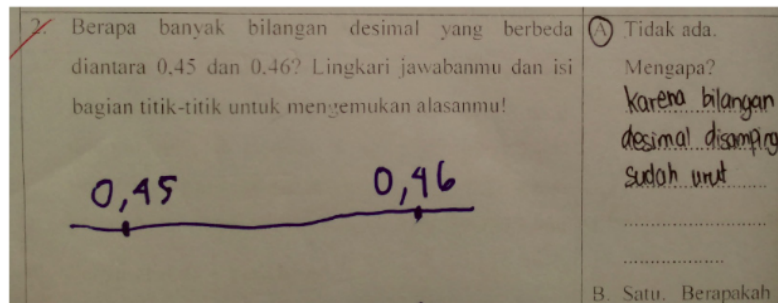 2. Berapa banyak bilangan desimal yang berbeda
diantara 0,45 dan 0,46? Lingkari jawabanmu dan isi
bagian titik-titik untuk mengemukan alasanmu!
0,45 0,46
A Tidak ada.
Mengapa?
karena bilangan
desimal disamping
sudah urut
....................
....................
B. Satu. Berapakah